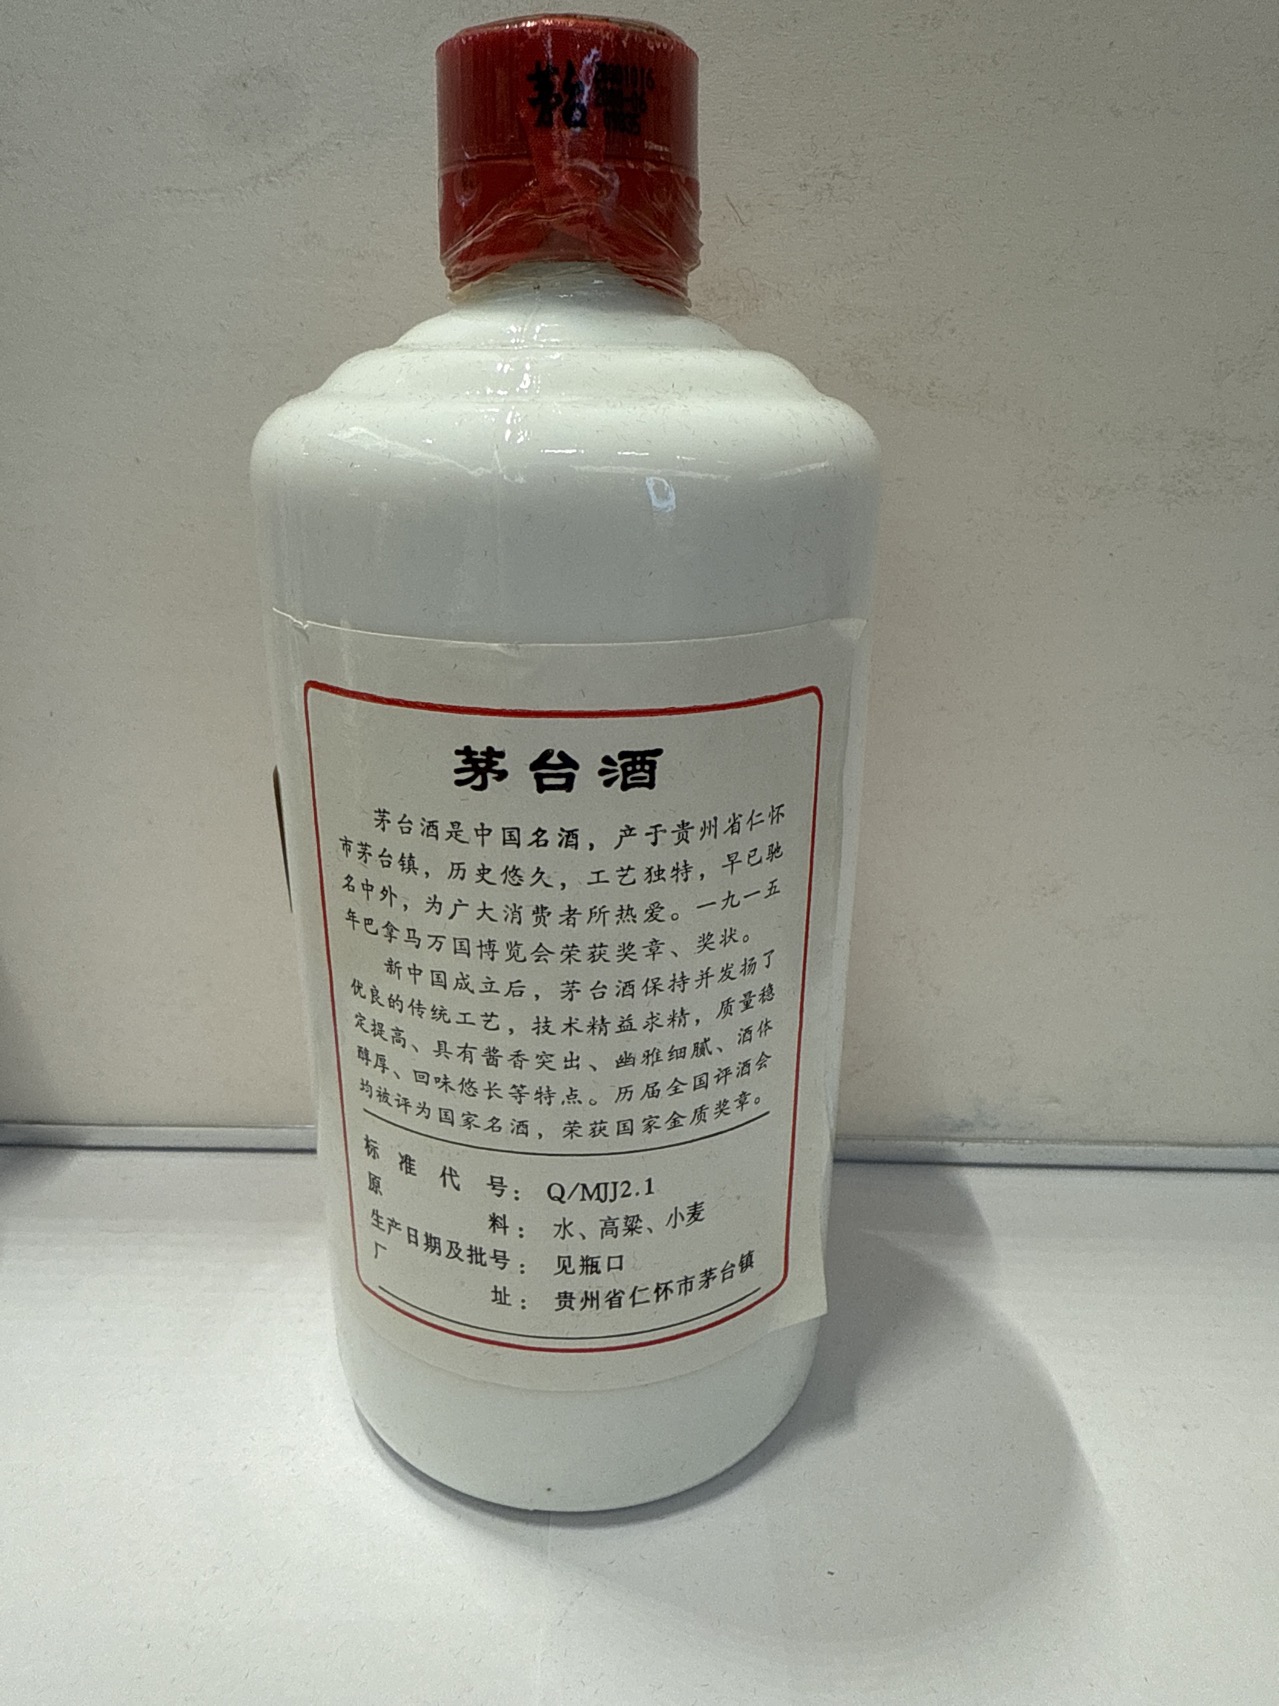 茅台
茅台酒
茅台酒是中国名酒，产于贵州省仁怀
市茅台镇，历史悠久，工艺独特，早已驰
名中外，为广大消费者所热爱。一九一五
年巴拿马万国博览会荣获奖章、奖状。
新中国成立后，茅台酒保持并发扬了
优良的传统工艺，技术精益求精，质量稳
定提高、具有酱香突出、幽雅细腻、酒体
醇厚、回味悠长等特点。历届全国评酒会
均被评为国家名酒，荣获国家金质奖章。
标准代号：Q/MJJ2.1
原料：水、高粱、小麦
生产日期及批号：见瓶口
厂址：贵州省仁怀市茅台镇